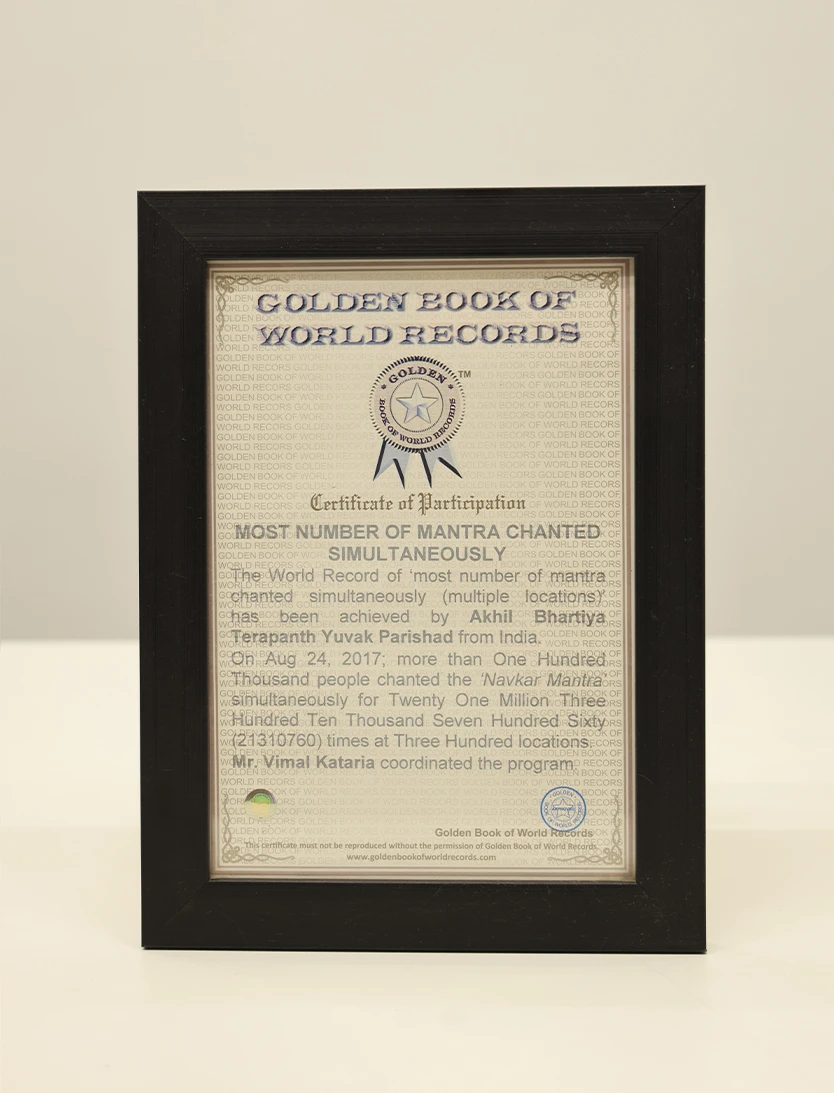 GOLDEN BOOK OF
WORLD RECORDS
GOLDEN
BOOK OF WORLD RECORDS
TM
Certificate of Participation
MOST NUMBER OF MANTRA CHANTED
SIMULTANEOUSLY
The World Record of ‘most number of mantra
chanted simultaneously (multiple locations)’
has been achieved by Akhil Bhartiya
Terapanth Yuvak Parishad from India.
On Aug 24, 2017; more than One Hundred
Thousand people chanted the ‘Navkar Mantra’
simultaneously for Twenty One Million Three
Hundred Ten Thousand Seven Hundred Sixty
(21310760) times at Three Hundred locations.
Mr. Vimal Kataria coordinated the program
Golden Book of World Records
This certificate must not be reproduced without the permission of Golden Book of World Records.
www.goldenbookofworldrecords.com